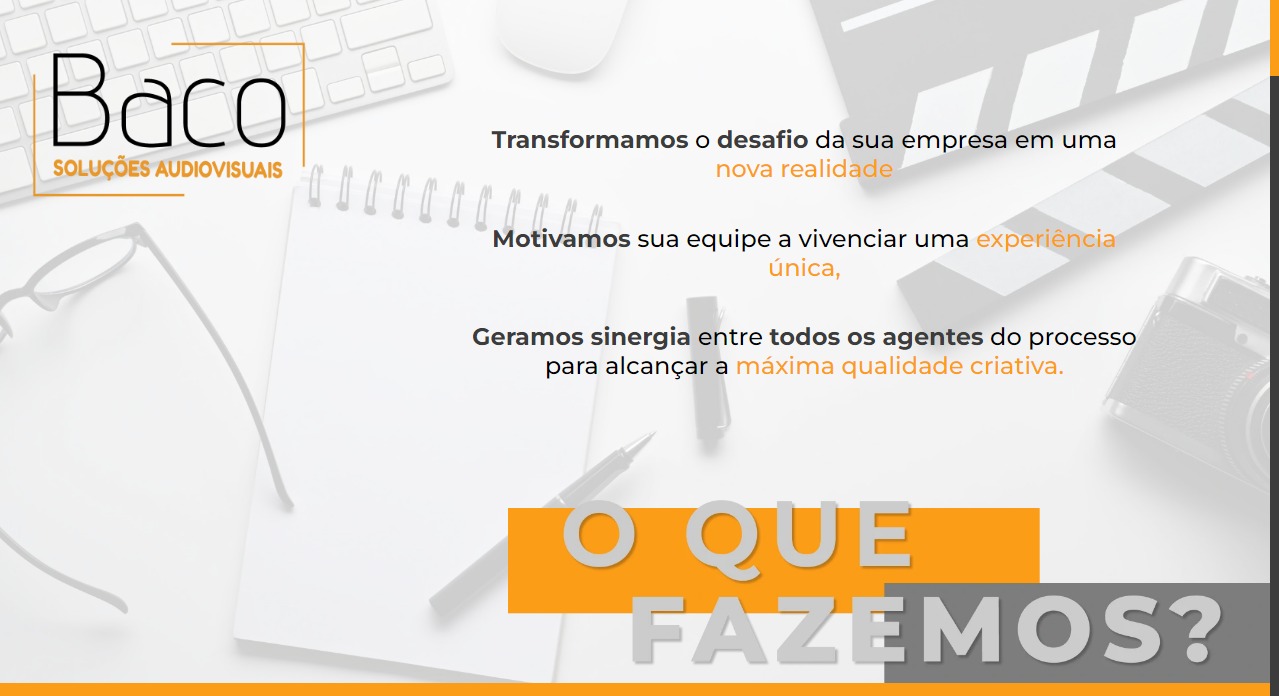 Baco
SOLUÇÕES AUDIOVISUAIS
Transformamos o desafio da sua empresa em uma
nova realidade
Motivamos sua equipe a vivenciar uma experiência
única,
Geramos sinergia entre todos os agentes do processo
para alcançar a máxima qualidade criativa.
O QUE
FAZEMOS?